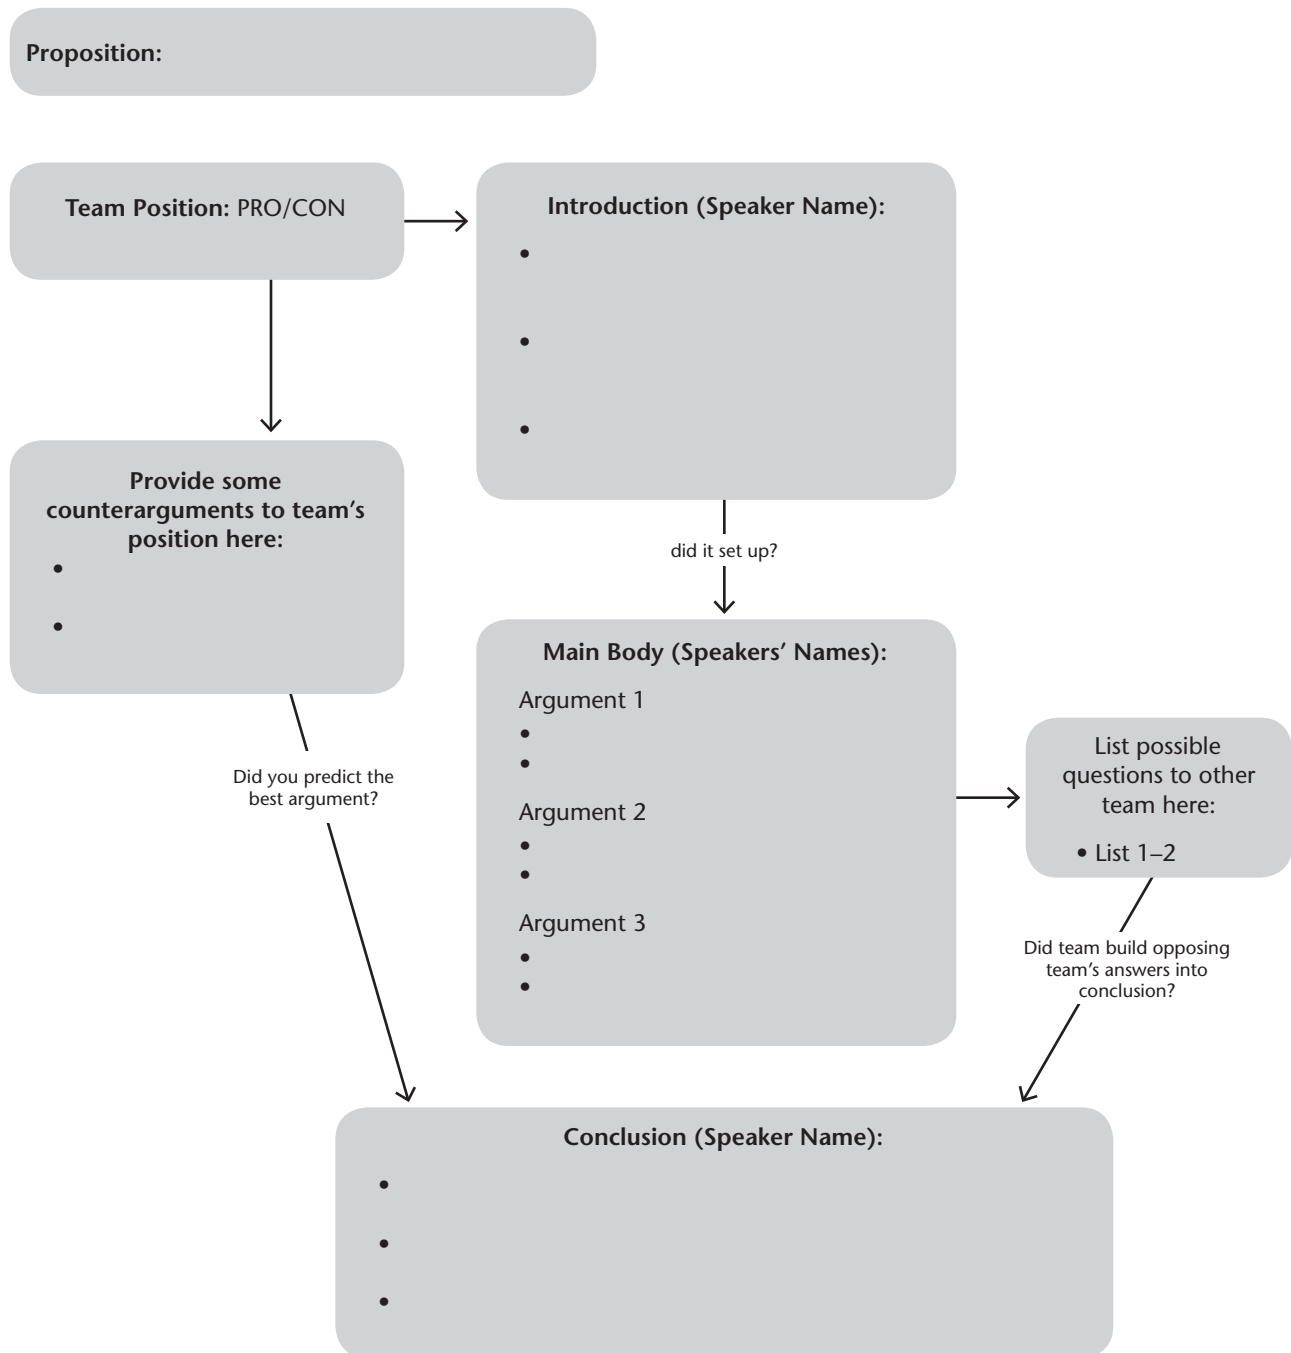 Proposition:
Team Position: PRO/CON
Introduction (Speaker Name):
•
•
•
Provide some
counterarguments to team’s
position here:
•
•
did it set up?
Main Body (Speakers’ Names):
Argument 1
•
•
Argument 2
•
•
Argument 3
•
•
List possible
questions to other
team here:
• List 1–2
Did you predict the
best argument?
Did team build opposing
team’s answers into
conclusion?
Conclusion (Speaker Name):
•
•
•